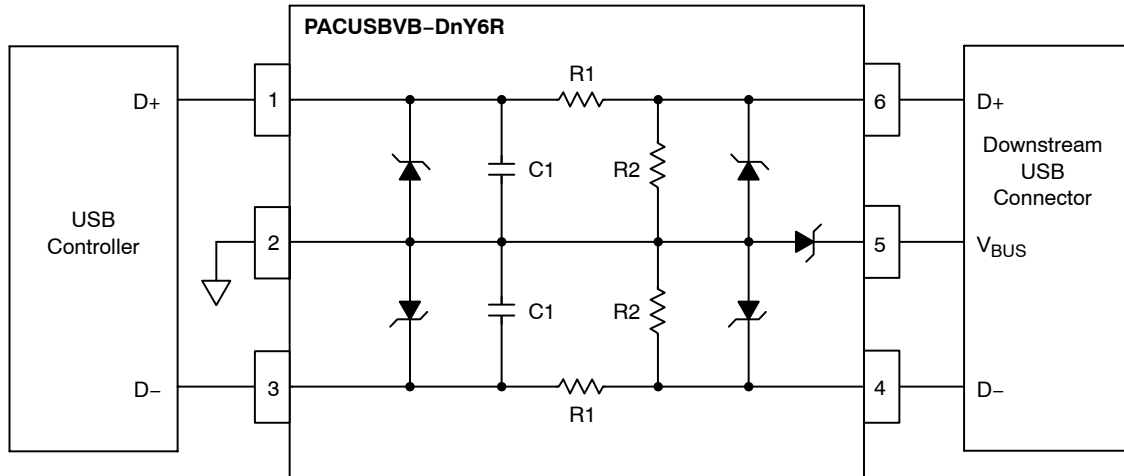 PACUSBVB−DnY6R
R1
D+
1
6
D+
C1
R2
Downstream
USB
Connector
USB
Controller
2
5
VBUS
C1
R2
D−
3
4
D−
R1